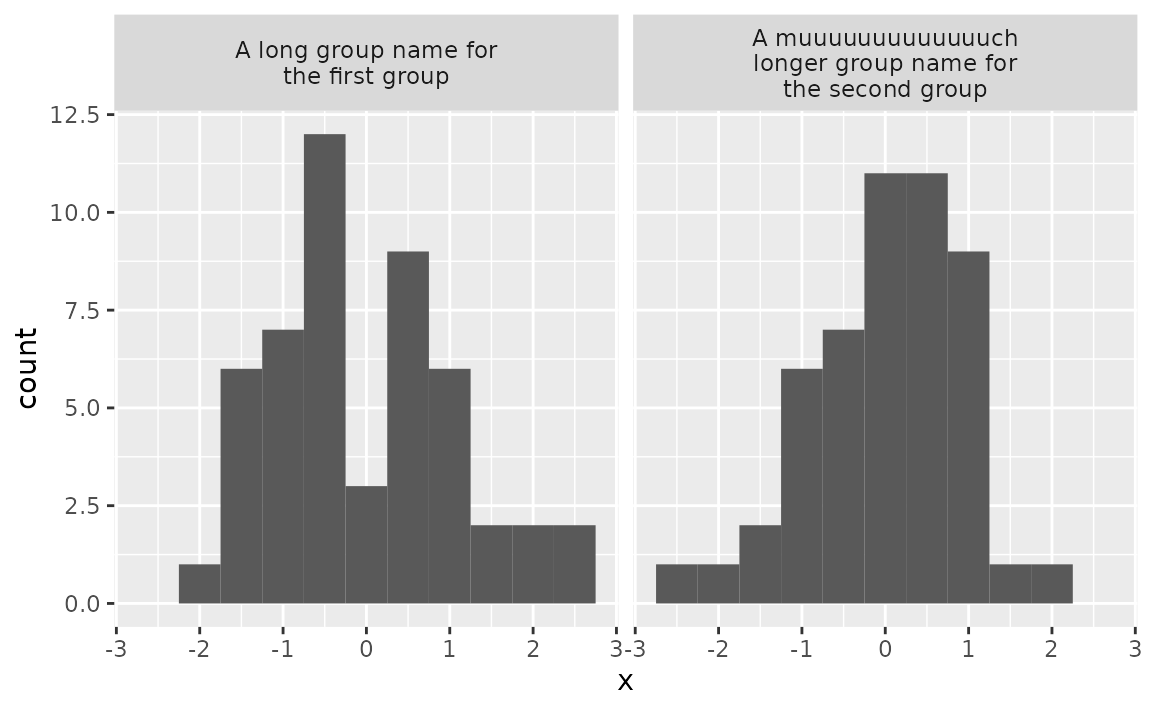 A long group name for
the first group
A muuuuuuuuuuuuuch
longer group name for
the second group
12.5
10.0
7.5
5.0
2.5
0.0
count
-3 -2 -1 0 1 2 3
-3 -2 -1 0 1 2 3
x